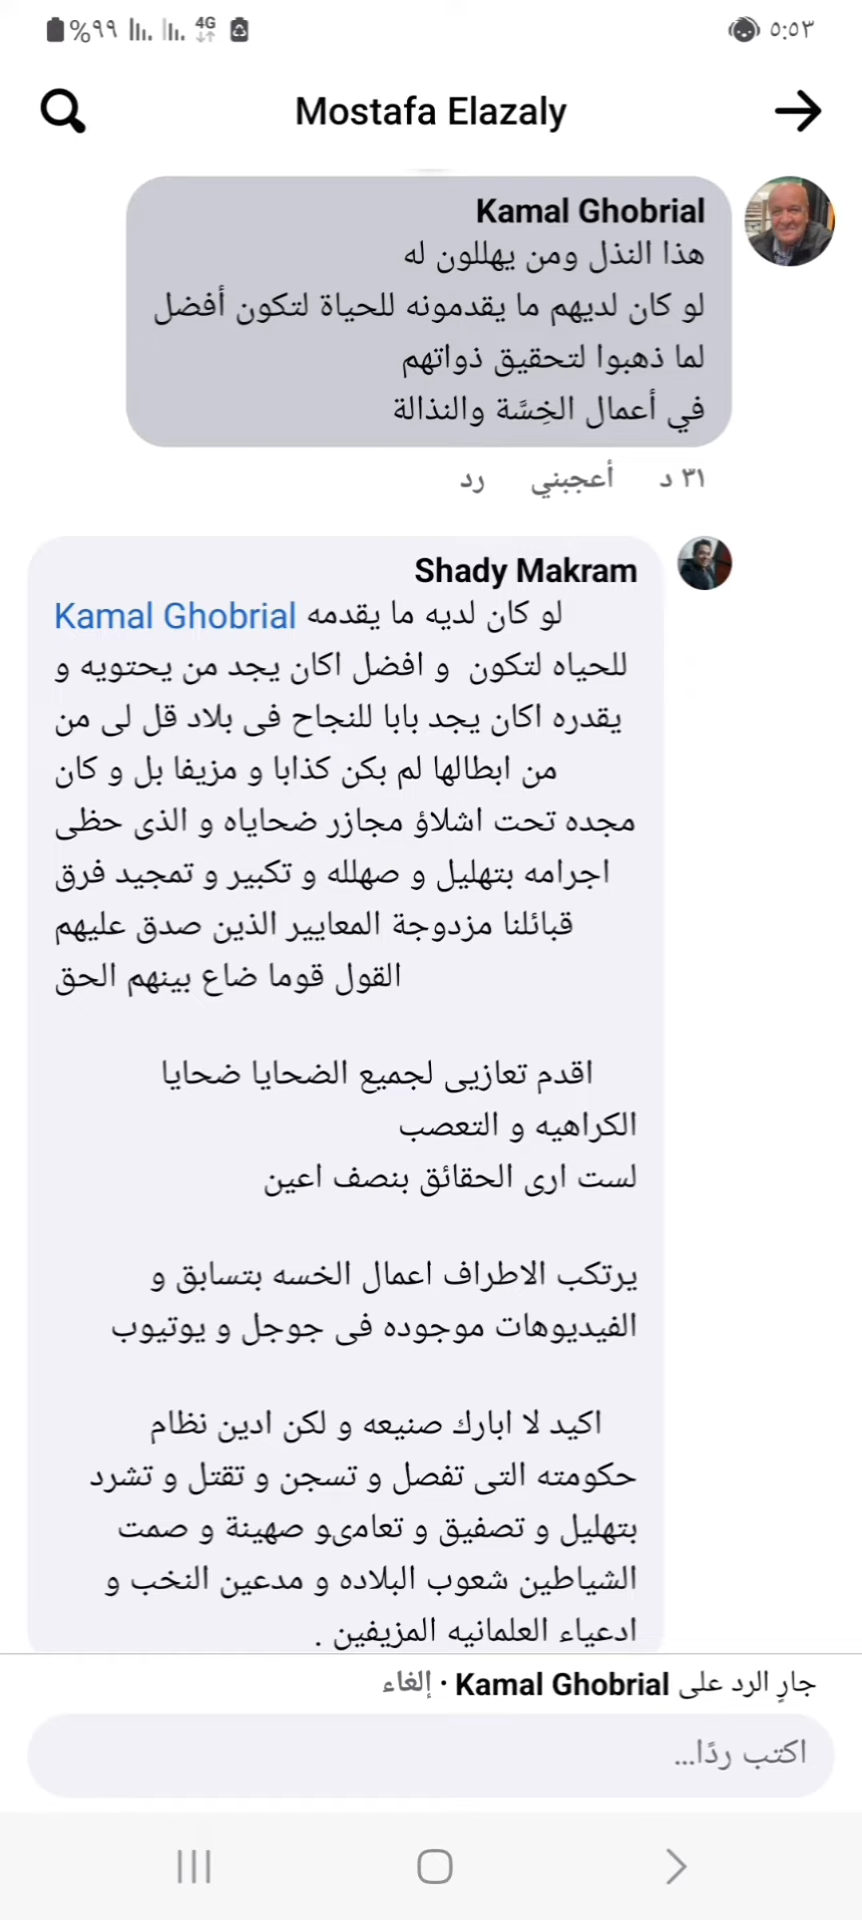 %٩٩ 4G ٥:٥٣
Mostafa Elazaly
Kamal Ghobrial
هذا النذل ومن يهللون له
لو كان لديهم ما يقدمونه للحياة لتكون أفضل
لما ذهبوا لتحقيق ذواتهم
في أعمال الخِسَّة والنذالة
٣١ د أعجبني رد
Shady Makram
لو كان لديه ما يقدمه Kamal Ghobrial
للحياه لتكون و افضل اكان يجد من يحتويه و
يقدره اكان يجد بابا للنجاح فى بلاد قل لى من
من ابطالها لم بكن كذابا و مزيفا بل و كان
مجده تحت اشلاؤ مجازر ضحاياه و الذى حظى
اجرامه بتهليل و صهلله و تكبير و تمجيد فرق
قبائلنا مزدوجة المعايير الذين صدق عليهم
القول قوما ضاع بينهم الحق
اقدم تعازيى لجميع الضحايا ضحايا
الكراهيه و التعصب
لست ارى الحقائق بنصف اعين
يرتكب الاطراف اعمال الخسه بتسابق و
الفيديوهات موجوده فى جوجل و يوتيوب
اكيد لا ابارك صنيعه و لكن ادين نظام
حكومته التى تفصل و تسجن و تقتل و تشرد
بتهليل و تصفيق و تعامى‌و صهينة و صمت
الشياطين شعوب البلاده و مدعين النخب و
ادعياء العلمانيه المزيفين .
جارٍ الرد على Kamal Ghobrial · إلغاء
اكتب ردًا...